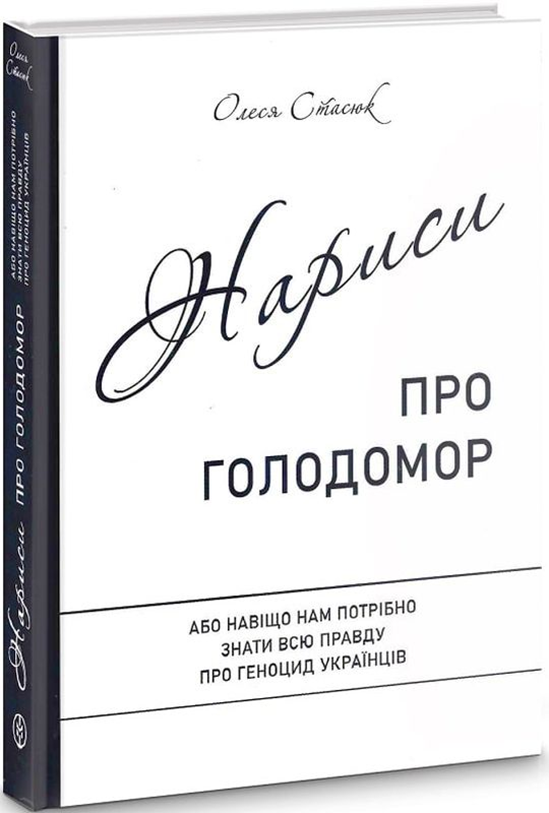 Олеся Стасюк
Нариси
ПРО
ГОЛОДОМОР
АБО НАВІЩО НАМ ПОТРІБНО
ЗНАТИ ВСЮ ПРАВДУ
ПРО ГЕНОЦИД УКРАЇНЦІВ
Олеся
Стасюк
АБО НАВІЩО НАМ ПОТРІБНО
ЗНАТИ ВСЮ ПРАВДУ
ПРО ГЕНОЦИД УКРАЇНЦІВ
Нариси ПРО ГОЛОДОМОР